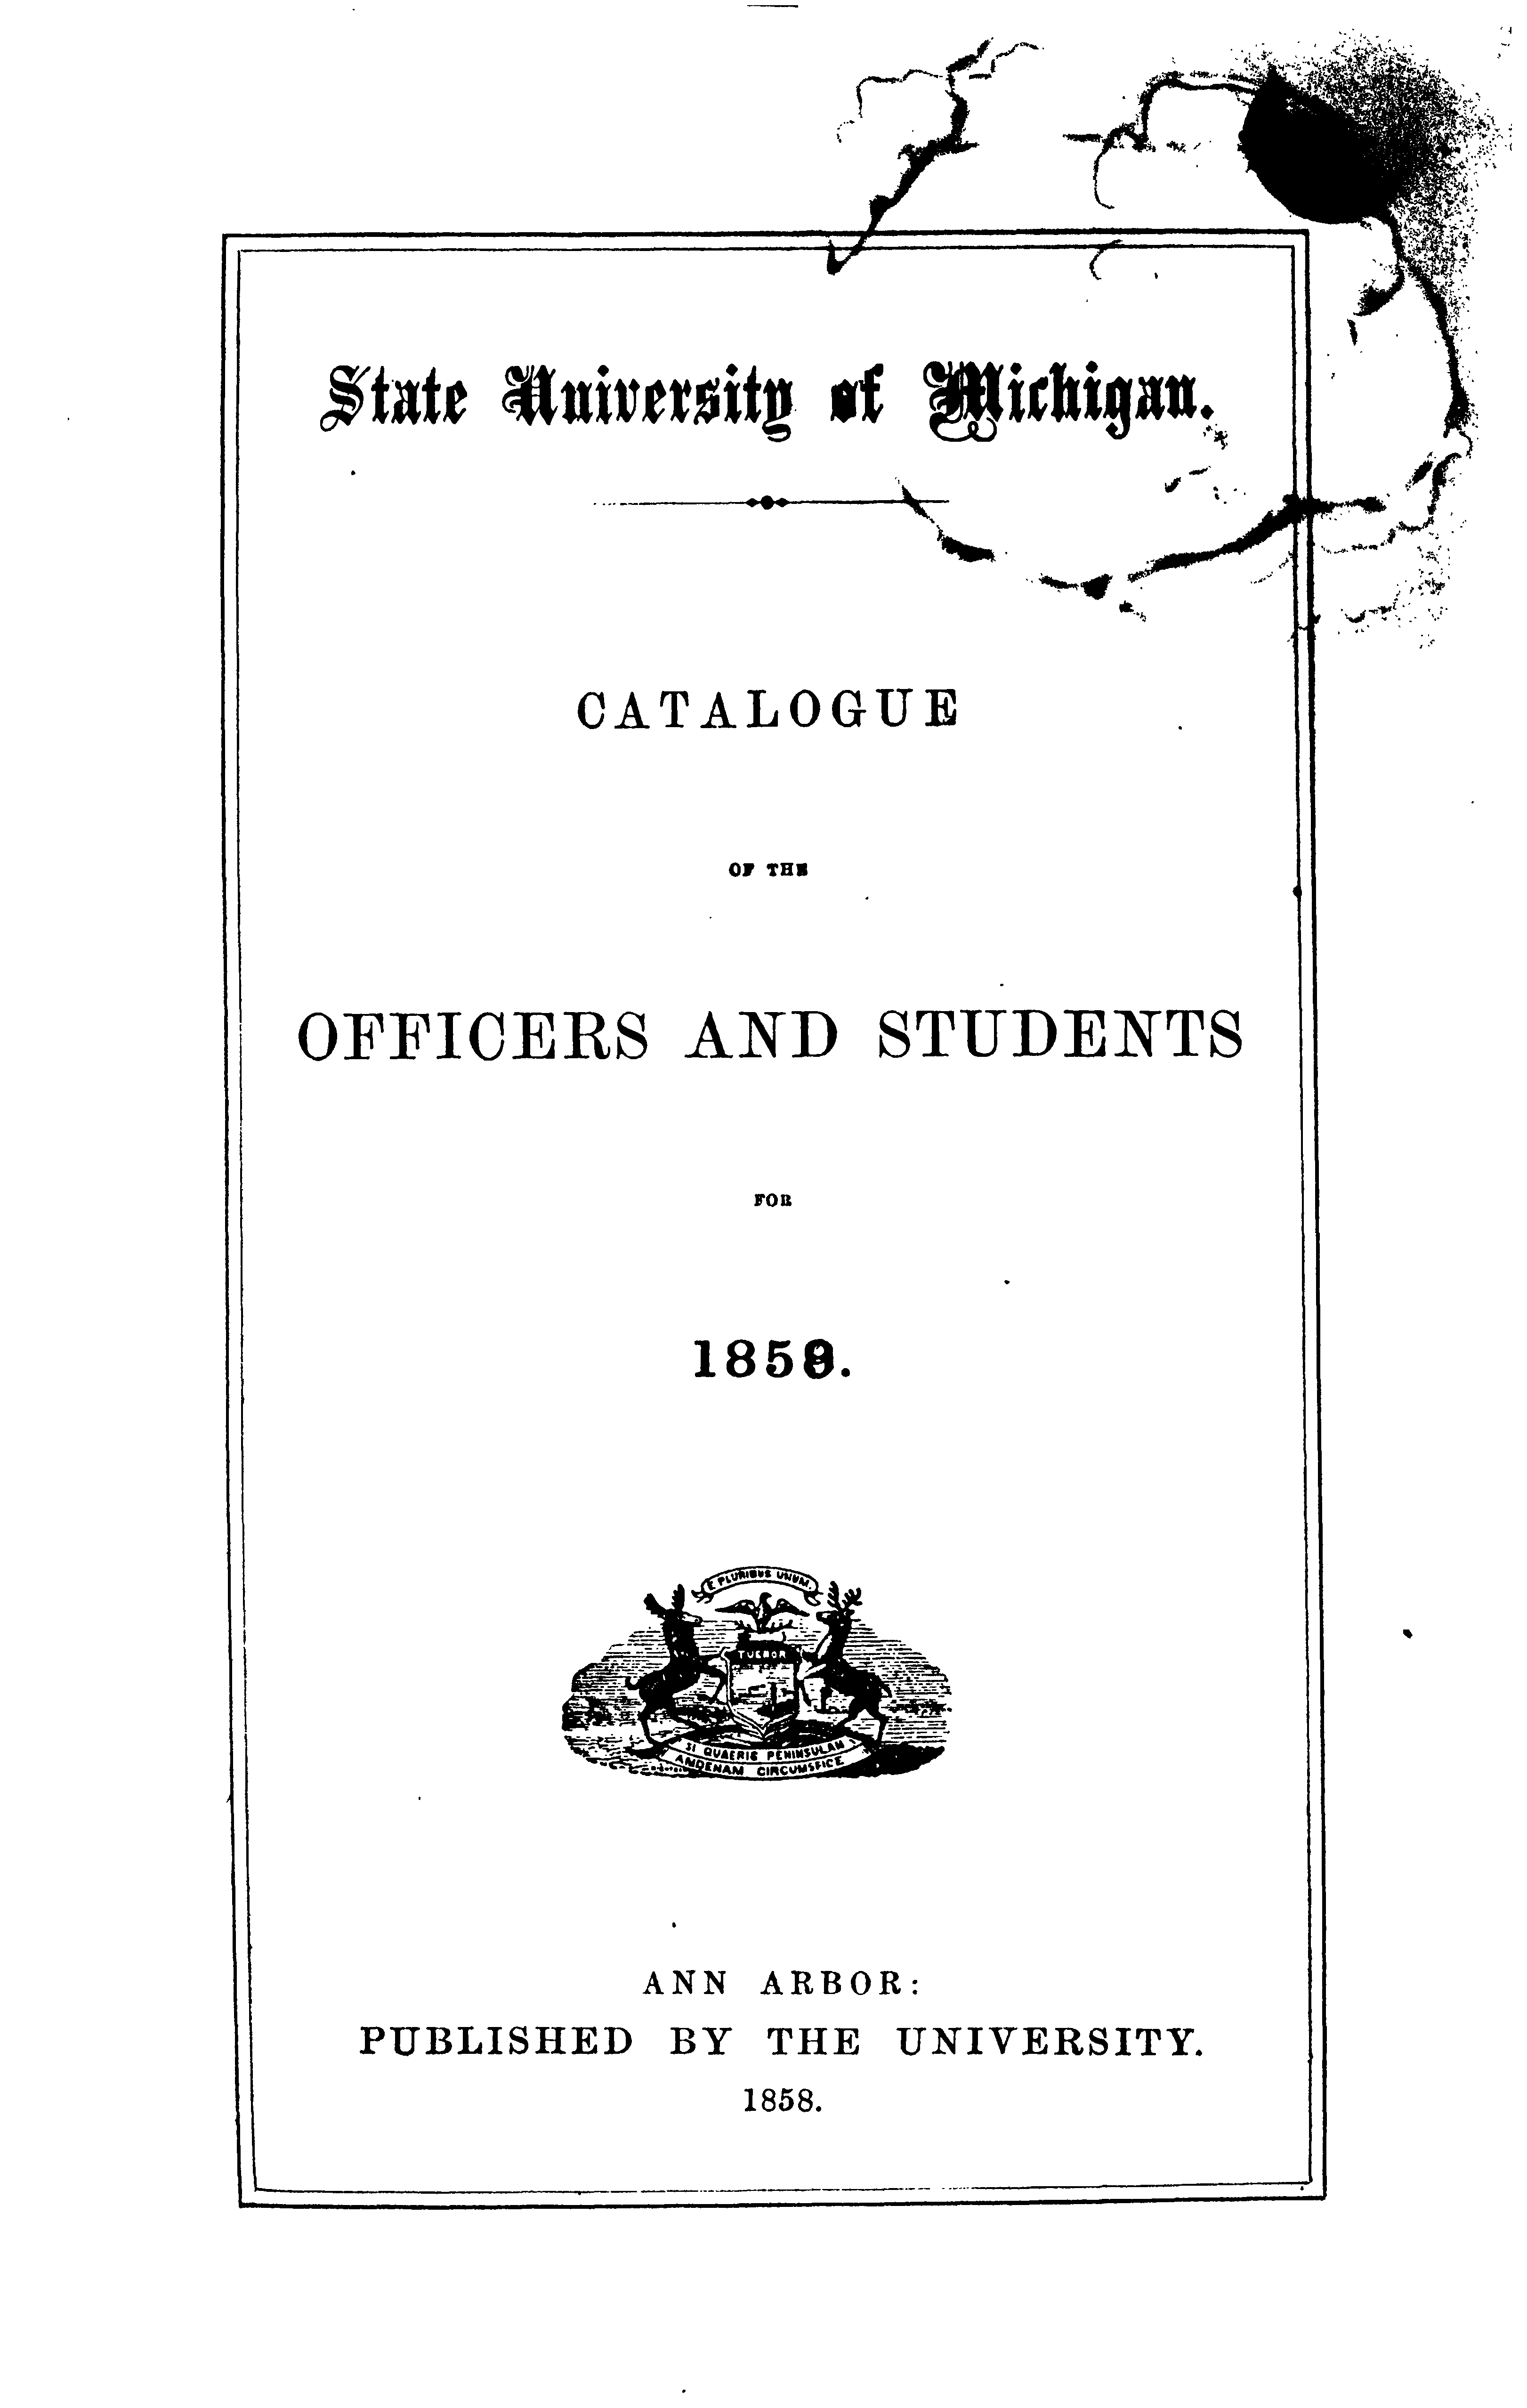 State University of Michigan.
CATALOGUE
OF THE
OFFICERS AND STUDENTS
FOR
E PLURIBUS UNUM.
TUEBOR
SI QUAERIS PENINSULAM
AMOENAM CIRCUMSPICE
ANN ARBOR:
PUBLISHED BY THE UNIVERSITY.
1858.